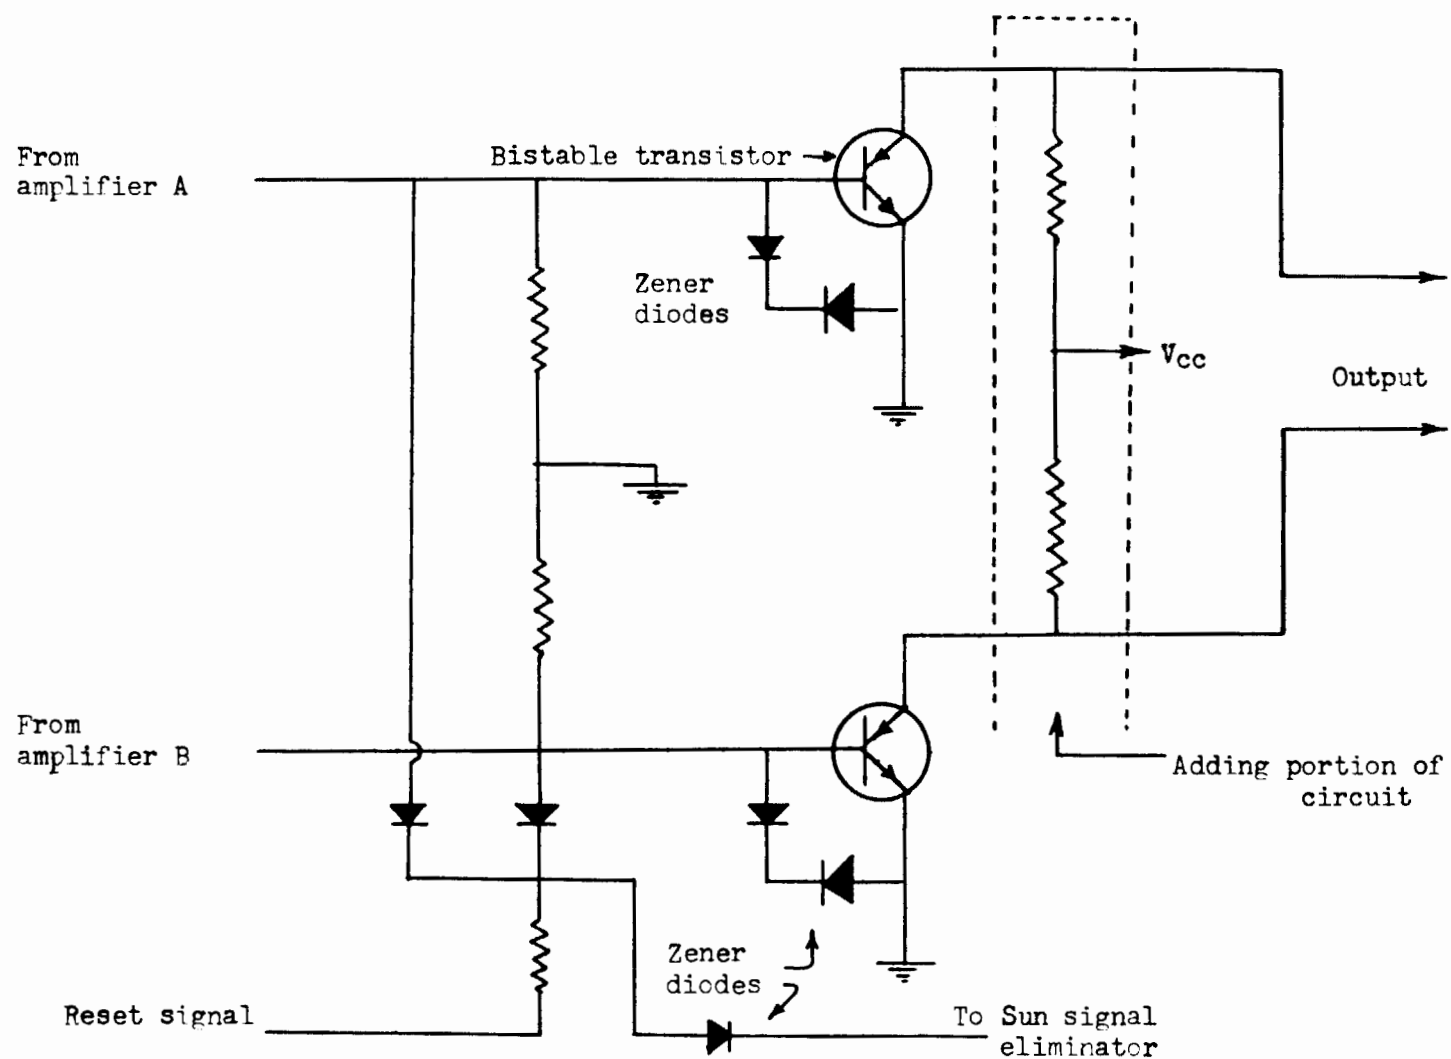 From
amplifier A
Bistable transistor
Zener
diodes
Vcc
Output
From
amplifier B
Adding portion of
circuit
Zener
diodes
Reset signal
To Sun signal
eliminator